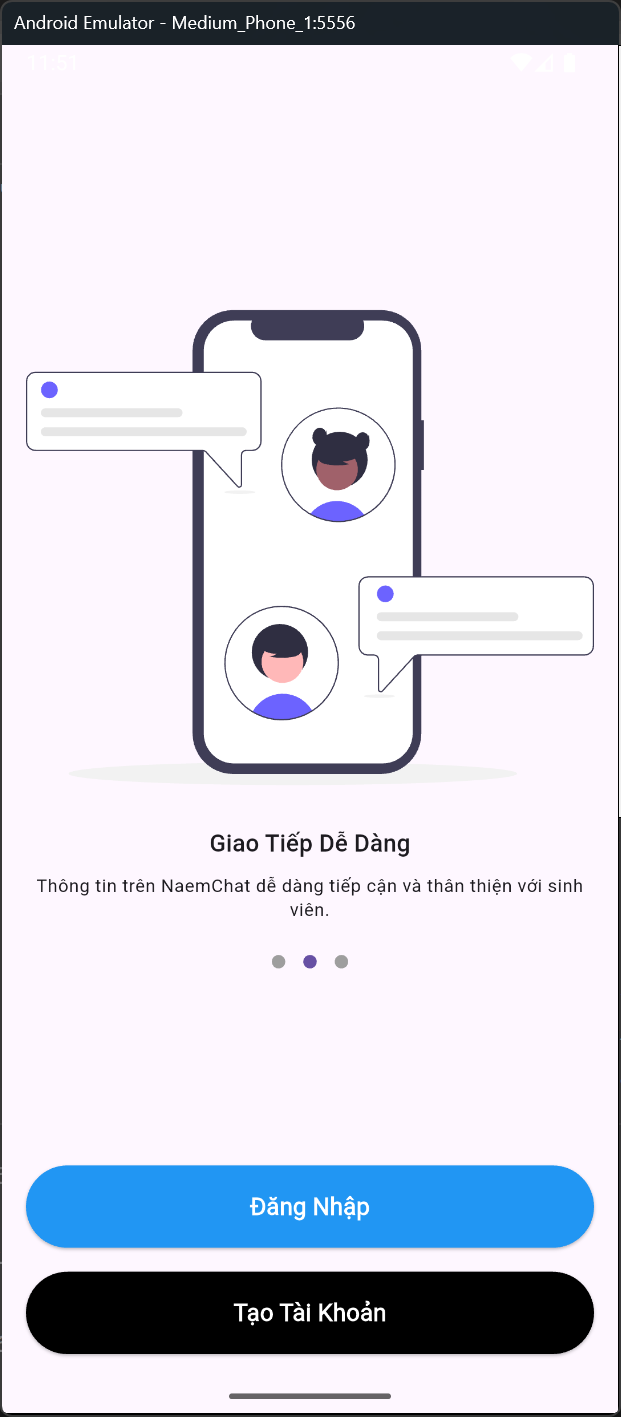 Android Emulator - Medium_Phone_1:5556
11:51
Giao Tiếp Dễ Dàng
Thông tin trên NaemChat dễ dàng tiếp cận và thân thiện với sinh
viên.
Đăng Nhập
Tạo Tài Khoản